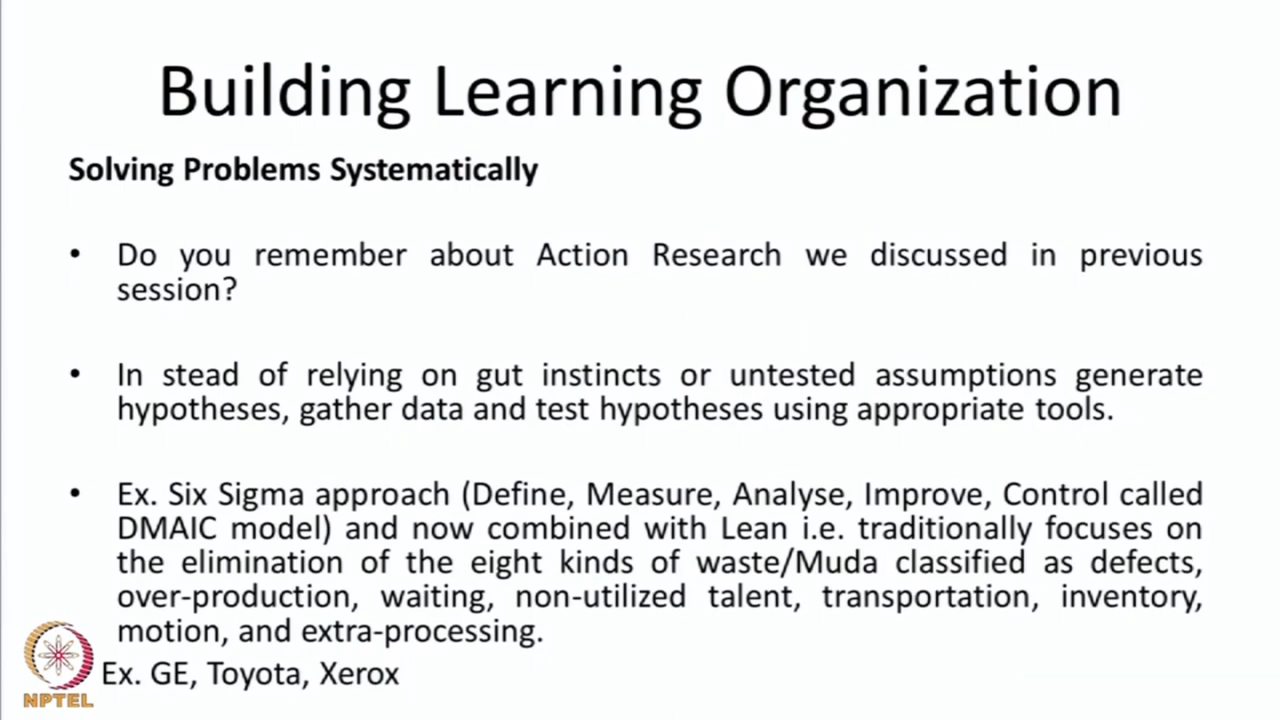 Building Learning Organization
Solving Problems Systematically
• Do you remember about Action Research we discussed in previous
session?
• In stead of relying on gut instincts or untested assumptions generate
hypotheses, gather data and test hypotheses using appropriate tools.
• Ex. Six Sigma approach (Define, Measure, Analyse, Improve, Control called
DMAIC model) and now combined with Lean i.e. traditionally focuses on
the elimination of the eight kinds of waste/Muda classified as defects,
over-production, waiting, non-utilized talent, transportation, inventory,
motion, and extra-processing.
Ex. GE, Toyota, Xerox
NPTEL